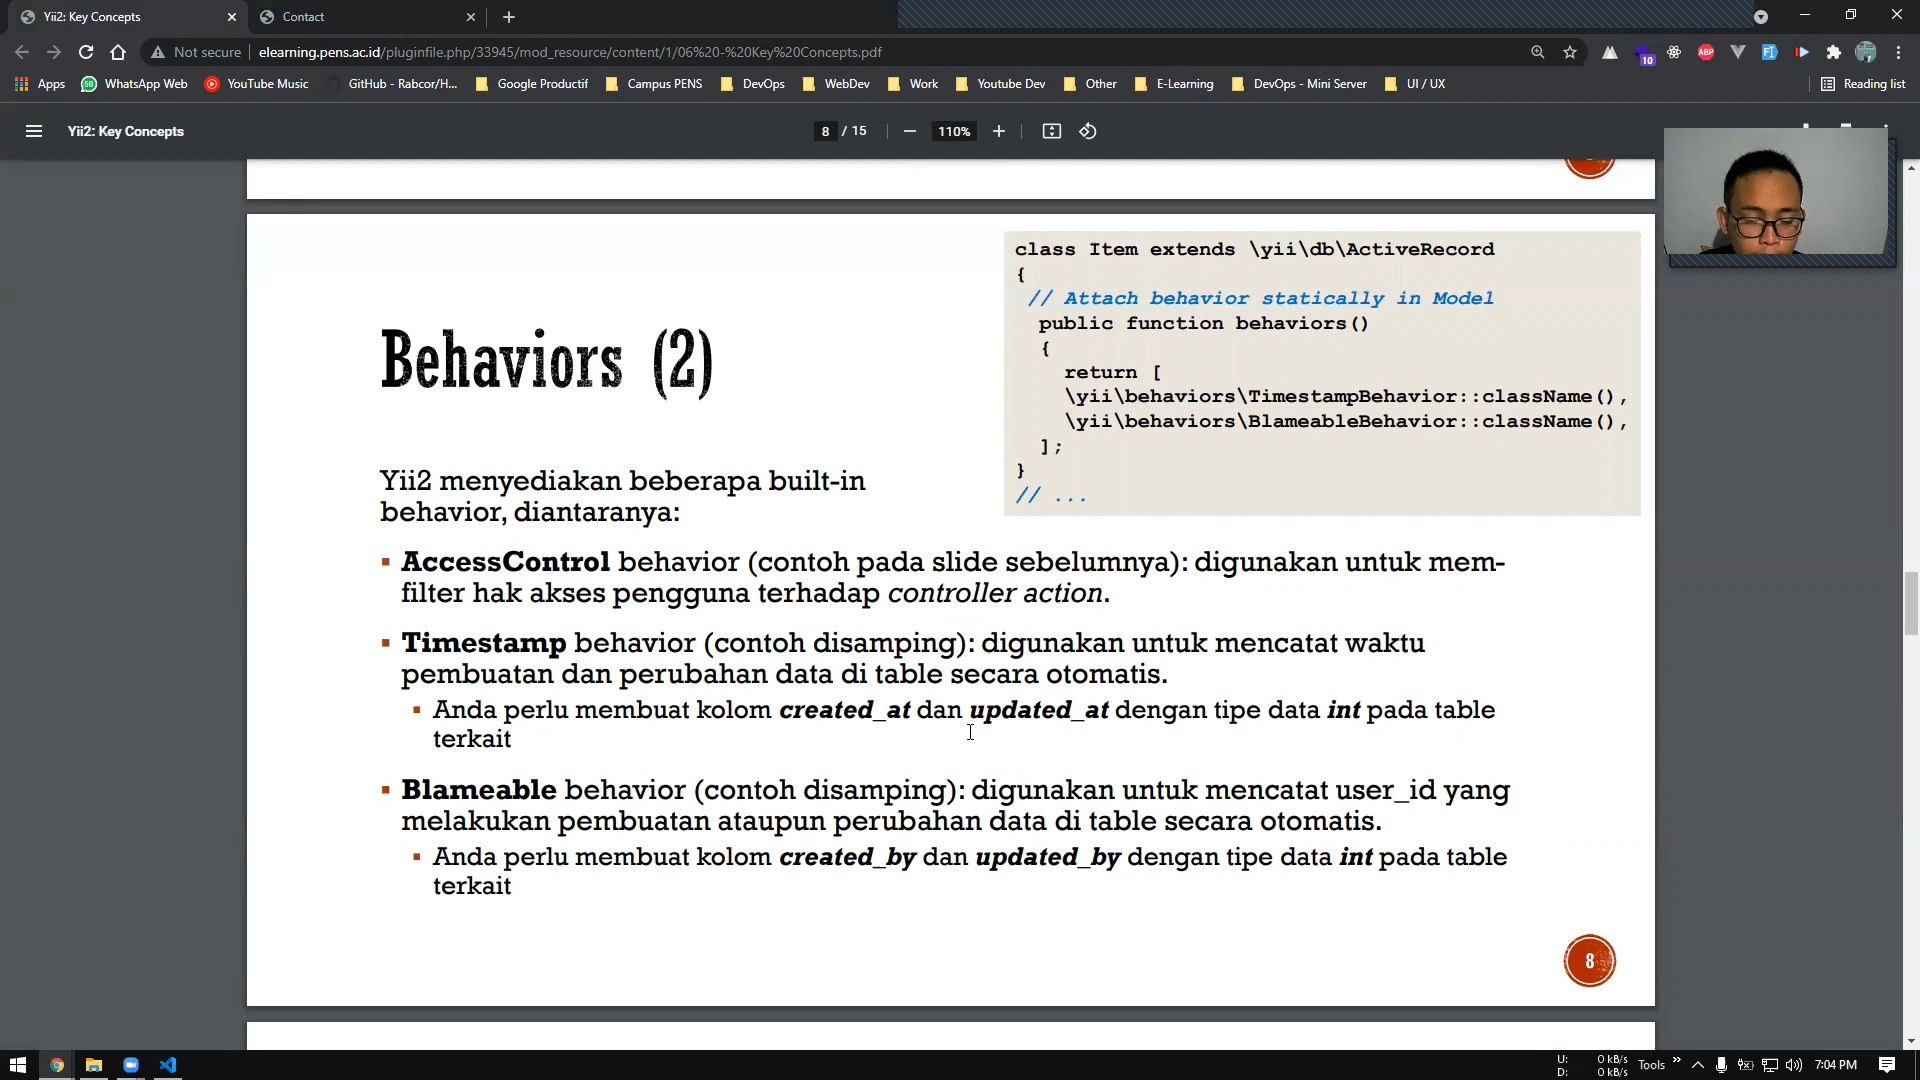 Yii2: Key Concepts
Contact
Not secure
elearning.pens.ac.id/pluginfile.php/33945/mod_resource/content/1/06%20-%20Key%20Concepts.pdf
10
ABP
Apps
50
WhatsApp Web
YouTube Music
GitHub - Rabcor/H...
Google Productif
Campus PENS
DevOps
WebDev
Work
Youtube Dev
Other
E-Learning
DevOps - Mini Server
UI / UX
Reading list
Yii2: Key Concepts
8 / 15
110%
class Item extends \yii\db\ActiveRecord
{
// Attach behavior statically in Model
public function behaviors()
{
return [
\yii\behaviors\TimestampBehavior::className(),
\yii\behaviors\BlameableBehavior::className(),
];
}
// ...
Behaviors (2)
Yii2 menyediakan beberapa built-in
behavior, diantaranya:
AccessControl behavior (contoh pada slide sebelumnya): digunakan untuk mem-
filter hak akses pengguna terhadap controller action.
Timestamp behavior (contoh disamping): digunakan untuk mencatat waktu
pembuatan dan perubahan data di table secara otomatis.
Anda perlu membuat kolom created_at dan updated_at dengan tipe data int pada table
terkait
Blameable behavior (contoh disamping): digunakan untuk mencatat user_id yang
melakukan pembuatan ataupun perubahan data di table secara otomatis.
Anda perlu membuat kolom created_by dan updated_by dengan tipe data int pada table
terkait
8
U: 0 kB/s
D: 0 kB/s
Tools
7:04 PM